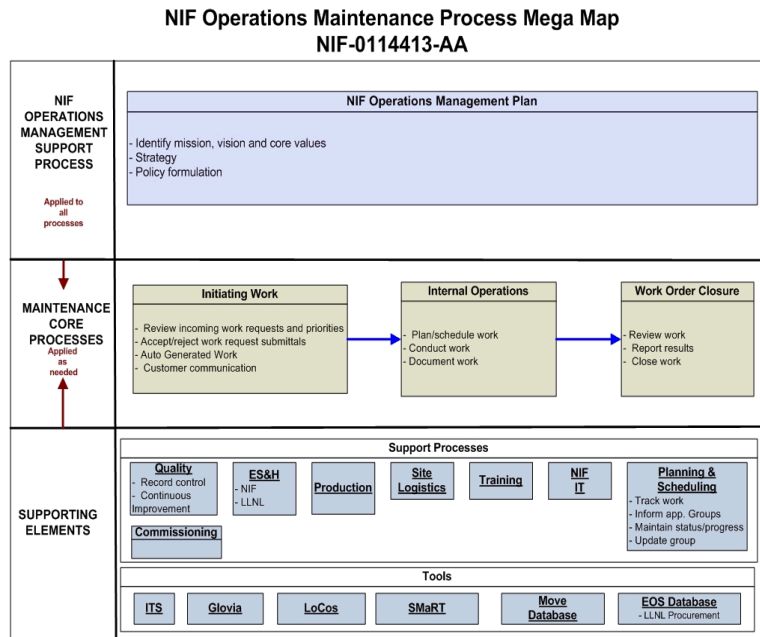 NIF Operations Maintenance Process Mega Map
NIF-0114413-AA
NIF
OPERATIONS
MANAGEMENT
SUPPORT
PROCESS
Applied to
all
processes
NIF Operations Management Plan
- Identify mission, vision and core values
- Strategy
- Policy formulation
MAINTENANCE
CORE
PROCESSES
Applied
as
needed
Initiating Work
- Review incoming work requests and priorities
- Accept/reject work request submittals
- Auto Generated Work
- Customer communication
Internal Operations
- Plan/schedule work
- Conduct work
- Document work
Work Order Closure
- Review work
- Report results
- Close work
SUPPORTING
ELEMENTS
Support Processes
Quality
- Record control
- Continuous
Improvement
ES&H
- NIF
- LLNL
Production
Site
Logistics
Training
NIF
IT
Planning &
Scheduling
- Track work
- Inform app. Groups
- Maintain status/progress
- Update group
Commissioning
Tools
ITS
Glovia
LoCos
SMaRT
Move
Database
EOS Database
- LLNL Procurement